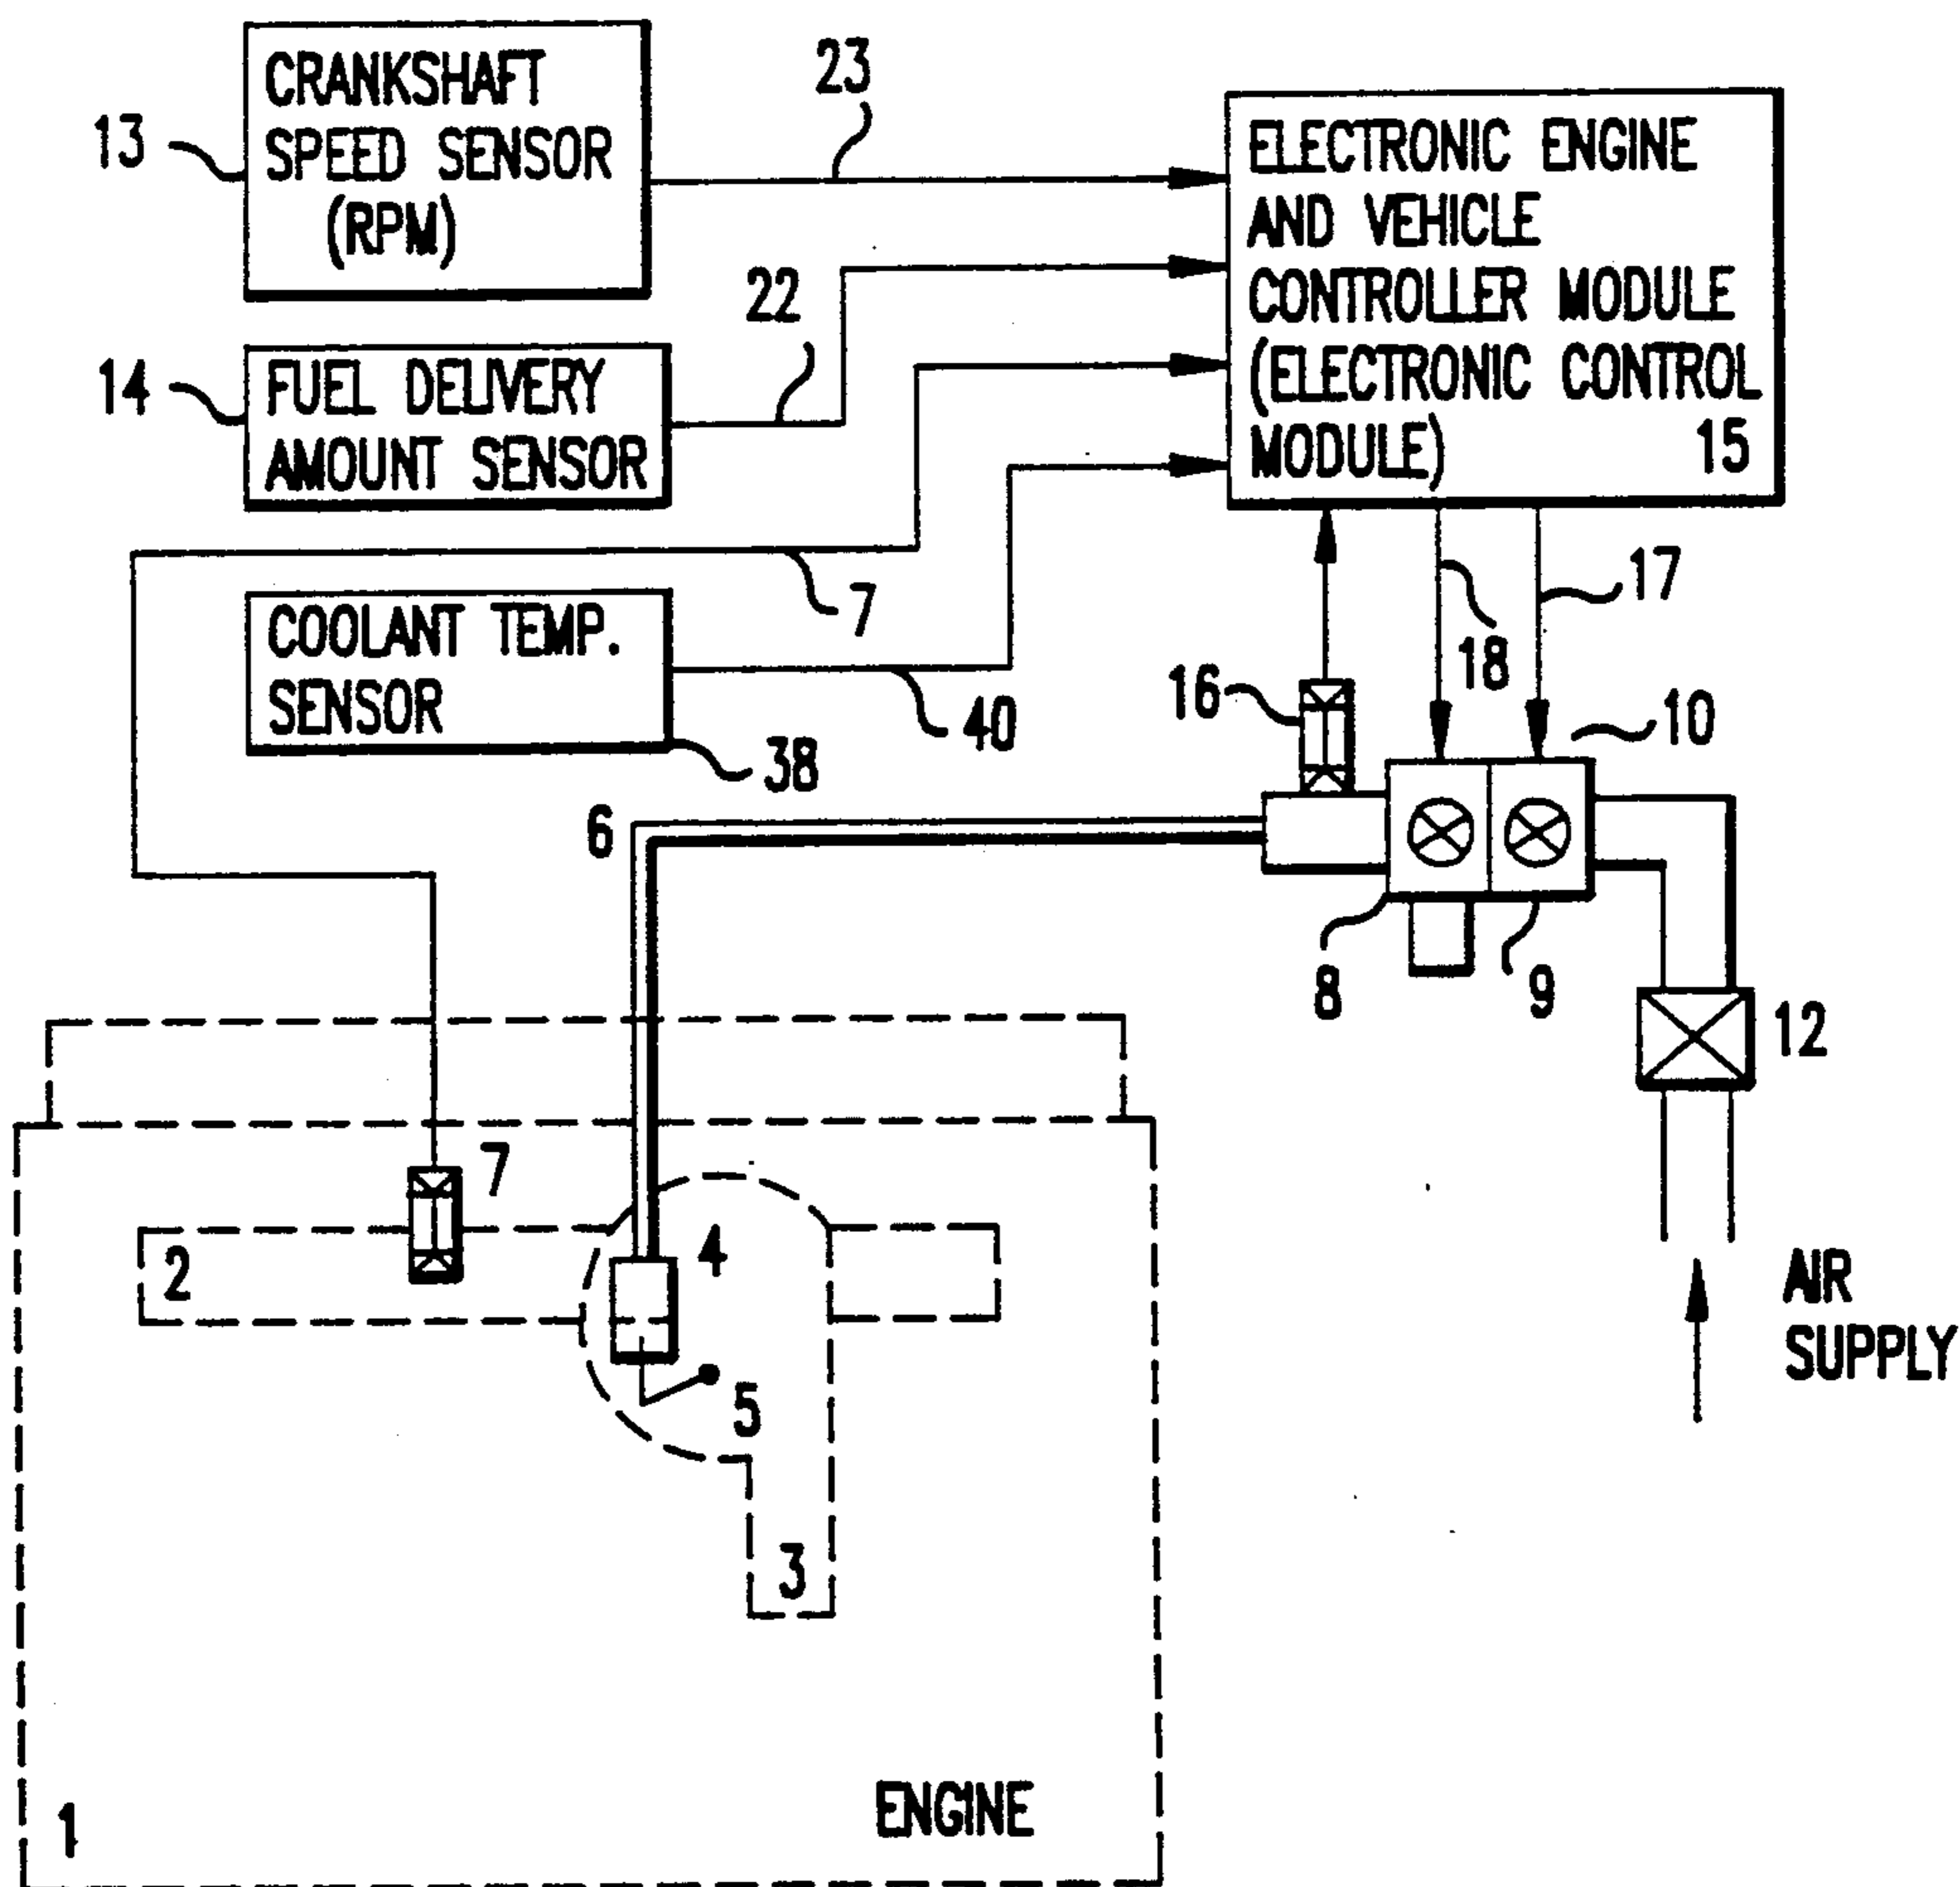 CRANKSHAFT
SPEED SENSOR
(RPM)
13
23
ELECTRONIC ENGINE
AND VEHICLE
CONTROLLER MODULE
(ELECTRONIC CONTROL
MODULE)
15
22
14
FUEL DELIVERY
AMOUNT SENSOR
7
COOLANT TEMP.
SENSOR
40
38
17
18
16
10
6
8
9
12
7
2
4
5
3
AIR
SUPPLY
1
ENGINE